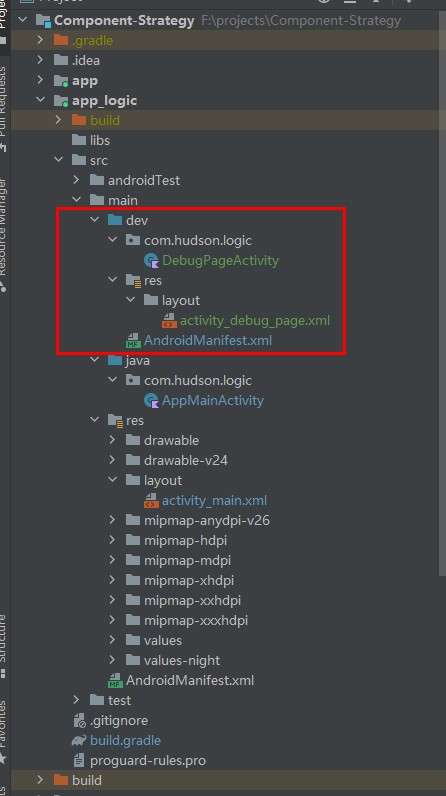 Component-Strategy F:\projects\Component-Strategy
.gradle
.idea
app
app_logic
build
libs
src
androidTest
main
dev
com.hudson.logic
DebugPageActivity
res
layout
activity_debug_page.xml
AndroidManifest.xml
java
com.hudson.logic
AppMainActivity
res
drawable
drawable-v24
layout
activity_main.xml
mipmap-anydpi-v26
mipmap-hdpi
mipmap-mdpi
mipmap-xhdpi
mipmap-xxhdpi
mipmap-xxxhdpi
values
values-night
AndroidManifest.xml
test
.gitignore
build.gradle
proguard-rules.pro
build
Pull Requests
Resource Manager
Structure
Favorites